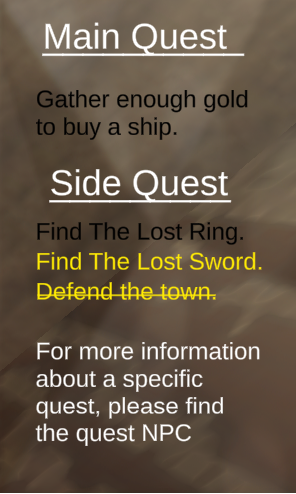 Main Quest
Gather enough gold
to buy a ship.
Side Quest
Find The Lost Ring.
Find The Lost Sword.
Defend the town.
For more information
about a specific
quest, please find
the quest NPC